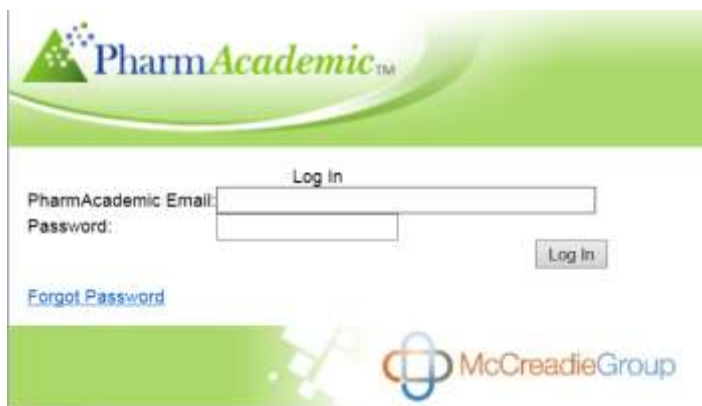 PharmAcademic™
Log In
PharmAcademic Email:
Password:
Log In
Forgot Password
McCreadieGroup